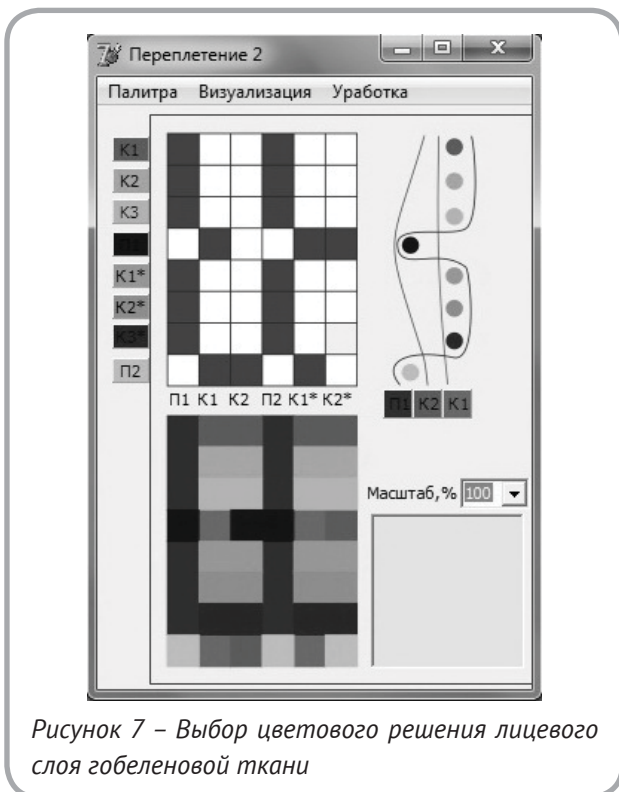 Переплетение 2
Палитра Визуализация Уработка
К1
К2
К3
П1
К1*
К2*
К3*
П2
П1 К1 К2 П2 К1* К2*
П1 К2 К1
Масштаб,% 100
Рисунок 7 – Выбор цветового решения лицевого
слоя гобеленовой ткани